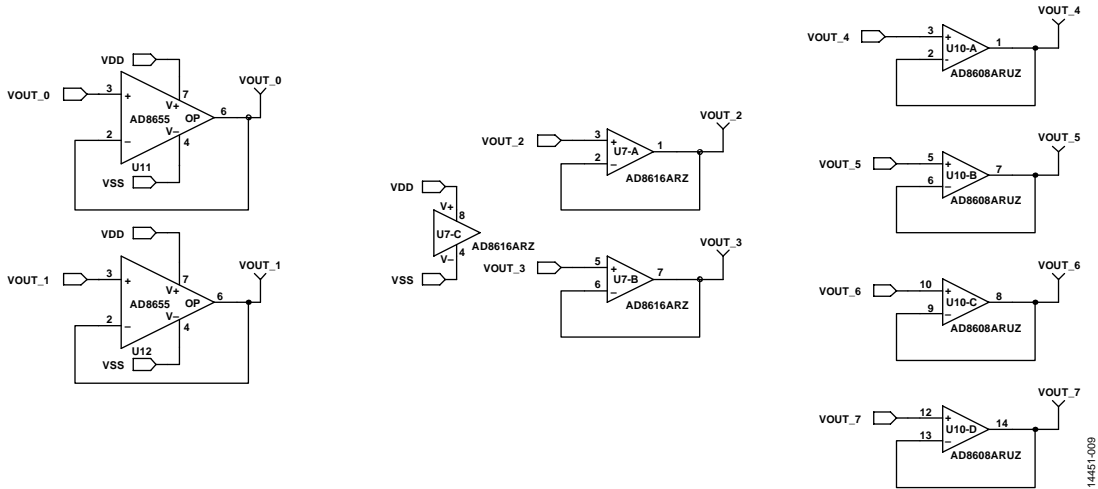 VDD
VOUT_0
3
+
7
V+
AD8655
OP
6
VOUT_0
2
–
V–
4
U11
VSS
VDD
VOUT_1
3
+
7
V+
AD8655
OP
6
VOUT_1
2
–
V–
4
U12
VSS
VDD
V+
8
U7-C
AD8616ARZ
V–
4
VSS
VOUT_2
3
+
2
–
U7-A
1
VOUT_2
AD8616ARZ
VOUT_3
5
+
6
–
U7-B
7
VOUT_3
AD8616ARZ
VOUT_4
3
+
2
-
U10-A
1
VOUT_4
AD8608ARUZ
VOUT_5
5
+
6
–
U10-B
7
VOUT_5
AD8608ARUZ
VOUT_6
10
+
9
–
U10-C
8
VOUT_6
AD8608ARUZ
VOUT_7
12
+
13
–
U10-D
14
VOUT_7
AD8608ARUZ
14451-009